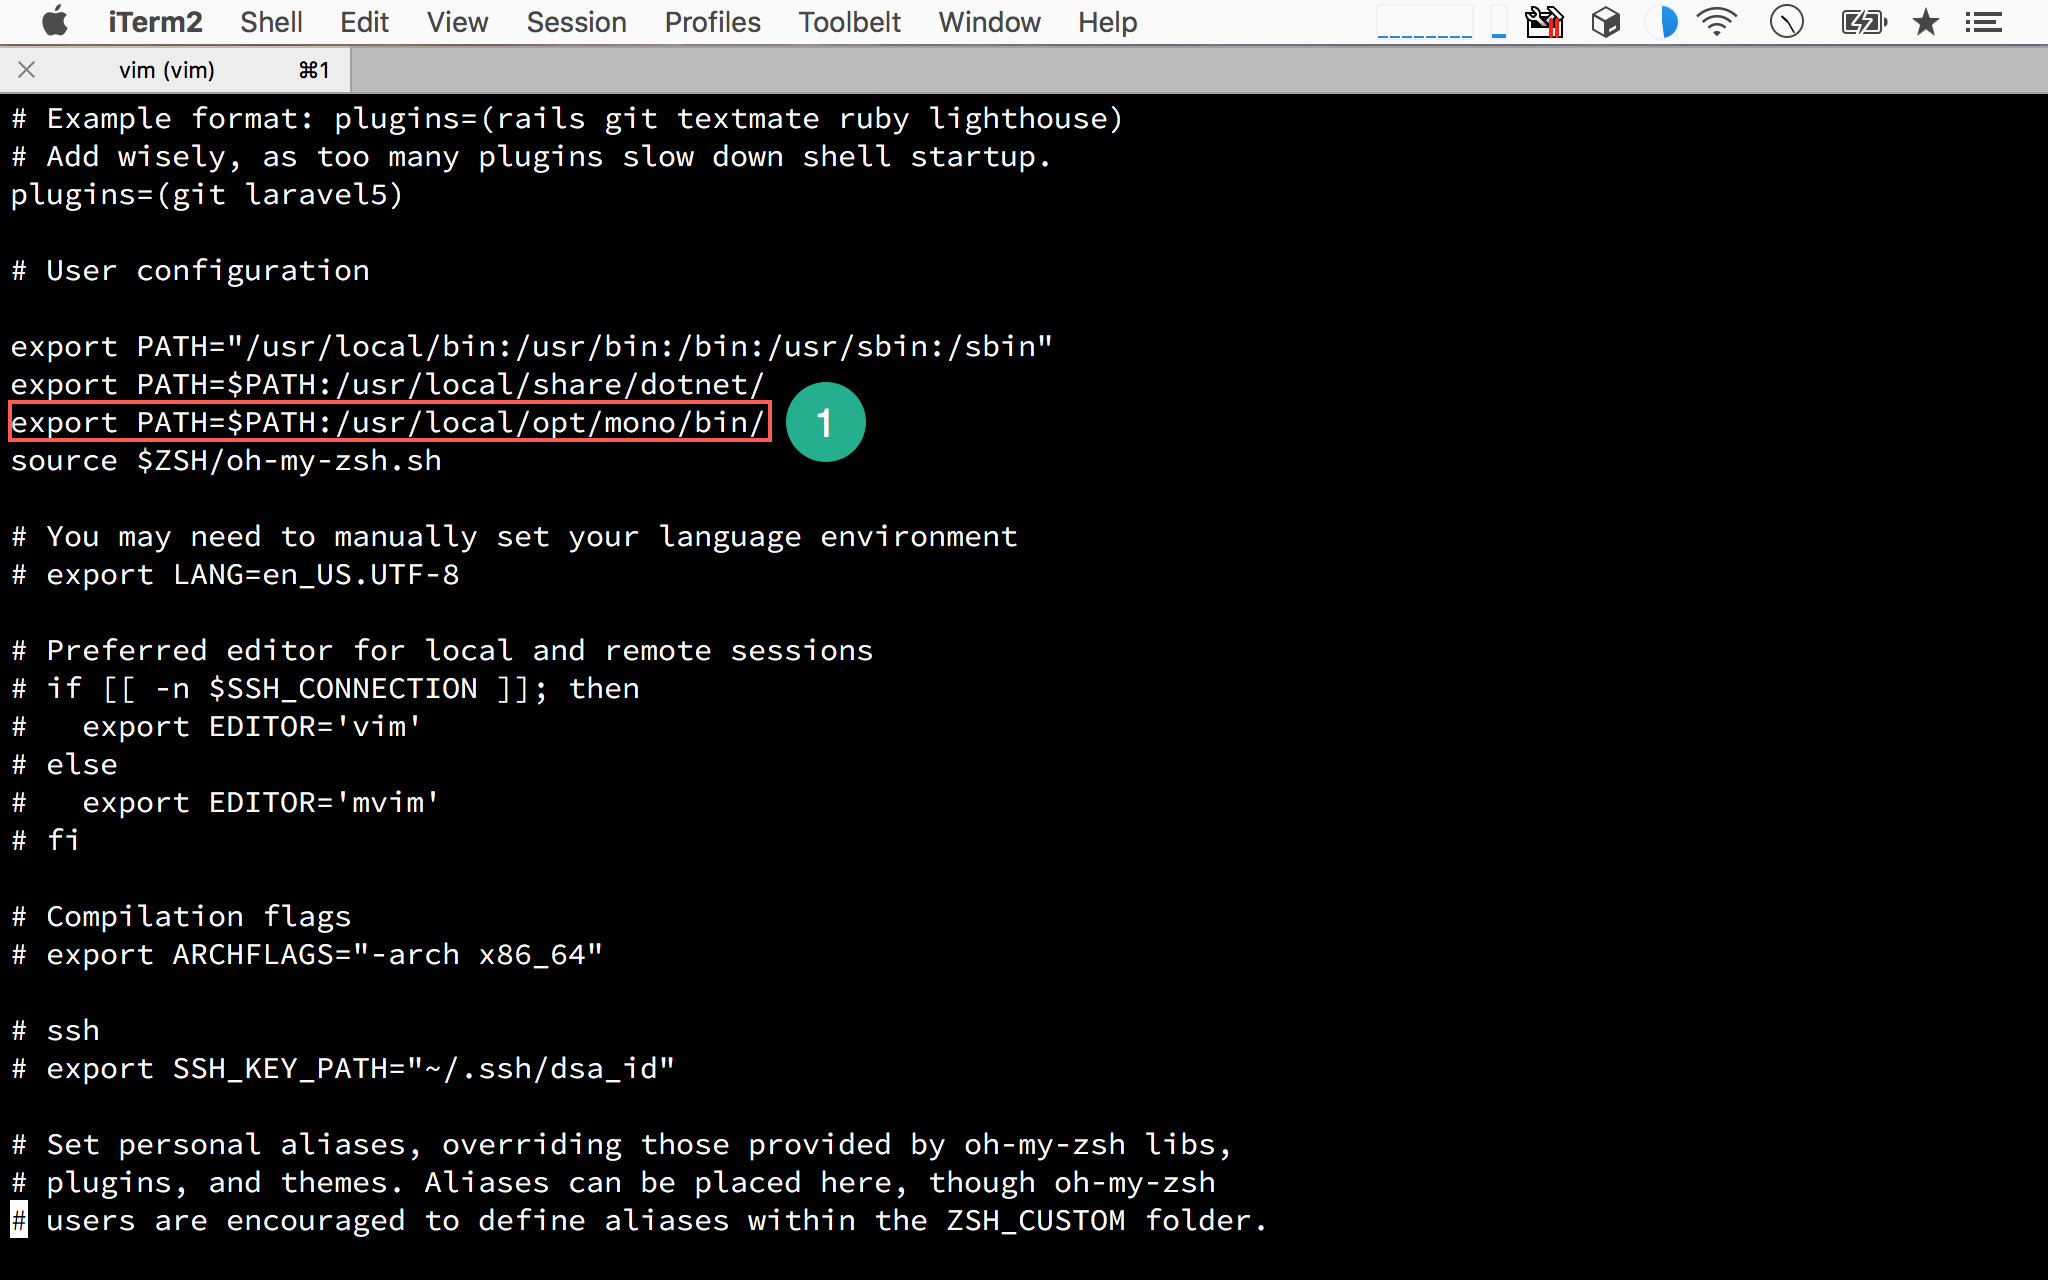 iTerm2 Shell Edit View Session Profiles Toolbelt Window Help
vim (vim) ⌘1
# Example format: plugins=(rails git textmate ruby lighthouse)
# Add wisely, as too many plugins slow down shell startup.
plugins=(git laravel5)
# User configuration
export PATH="/usr/local/bin:/usr/bin:/bin:/usr/sbin:/sbin"
export PATH=$PATH:/usr/local/share/dotnet/
export PATH=$PATH:/usr/local/opt/mono/bin/ 1
source $ZSH/oh-my-zsh.sh
# You may need to manually set your language environment
# export LANG=en_US.UTF-8
# Preferred editor for local and remote sessions
# if [[ -n $SSH_CONNECTION ]]; then
#   export EDITOR='vim'
# else
#   export EDITOR='mvim'
# fi
# Compilation flags
# export ARCHFLAGS="-arch x86_64"
# ssh
# export SSH_KEY_PATH="~/.ssh/dsa_id"
# Set personal aliases, overriding those provided by oh-my-zsh libs,
# plugins, and themes. Aliases can be placed here, though oh-my-zsh
# users are encouraged to define aliases within the ZSH_CUSTOM folder.